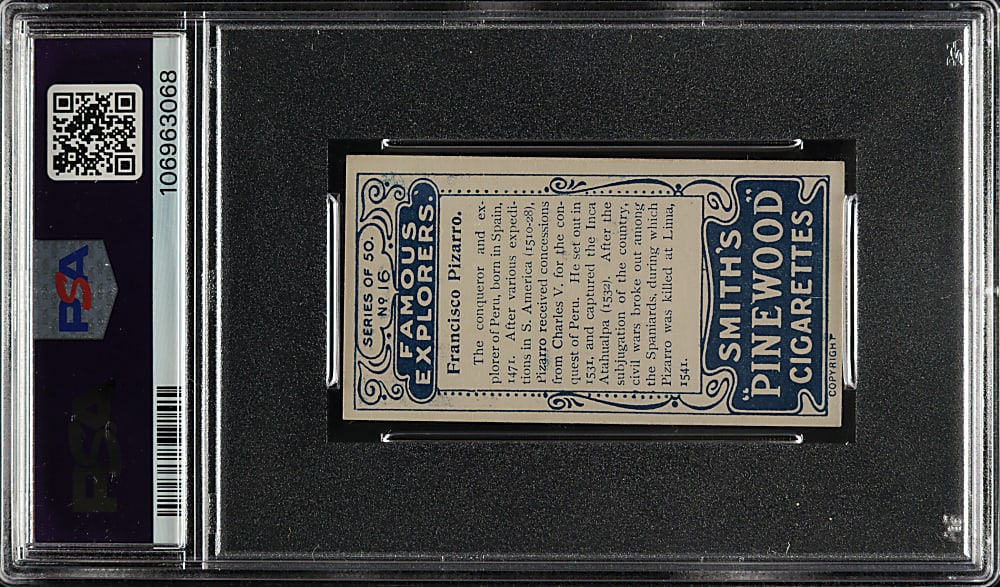 106963068
PSA
PSA
SERIES OF 50.
Nº 16
FAMOUS
EXPLORERS.
Francisco Pizarro.
The conqueror and ex-
plorer of Peru, born in Spain,
1471. After various expedi-
tions in S. America (1510-28),
Pizarro received concessions
from Charles V. for the con-
quest of Peru. He set out in
1531, and captured the Inca
Atahualpa (1532). After the
subjugation of the country,
civil wars broke out among
the Spaniards, during which
Pizarro was killed at Lima,
1541.
SMITH'S
"PINEWOOD"
CIGARETTES
COPYRIGHT